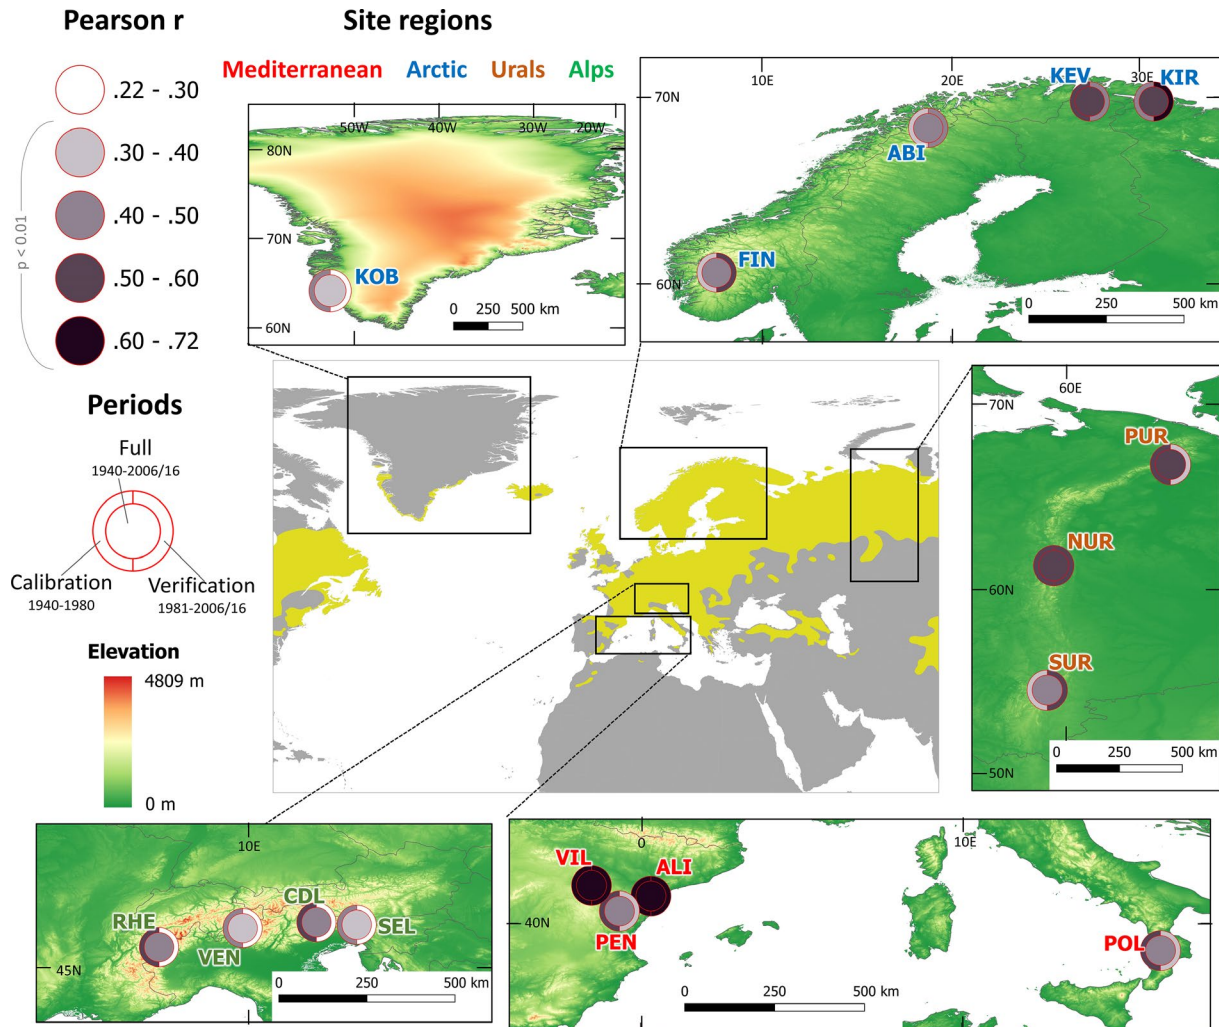 Pearson r
.22 - .30
.30 - .40
.40 - .50
.50 - .60
.60 - .72
p < 0.01
Site regions
Mediterranean Arctic Urals Alps
50W 40W 30W 20W
80N
70N
60N
KOB
0 250 500 km
10E 20E 30E
70N
60N
KEV
KIR
ABI
FIN
0 250 500 km
Periods
Full
1940-2006/16
Calibration
1940-1980
Verification
1981-2006/16
Elevation
4809 m
0 m
60E
70N
60N
50N
PUR
NUR
SUR
0 250 500 km
10E
45N
RHE
VEN
CDL
SEL
0 250 500 km
0
10E
40N
VIL
ALI
PEN
POL
0 250 500 km